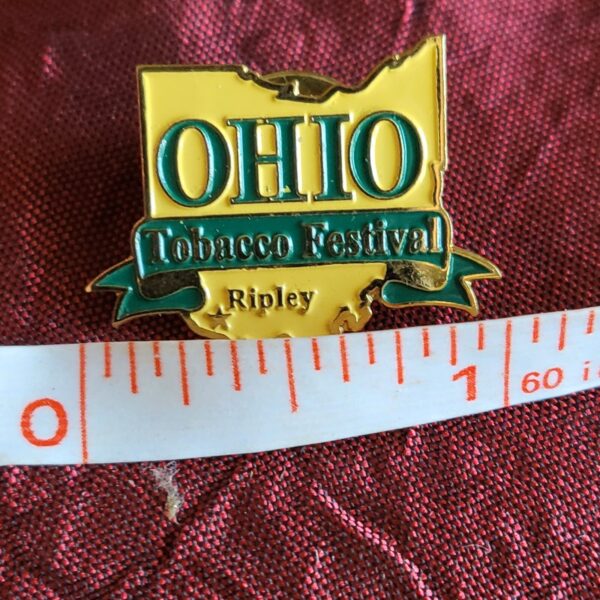 OHIO
Tobacco Festival
Ripley
0 1 60 i